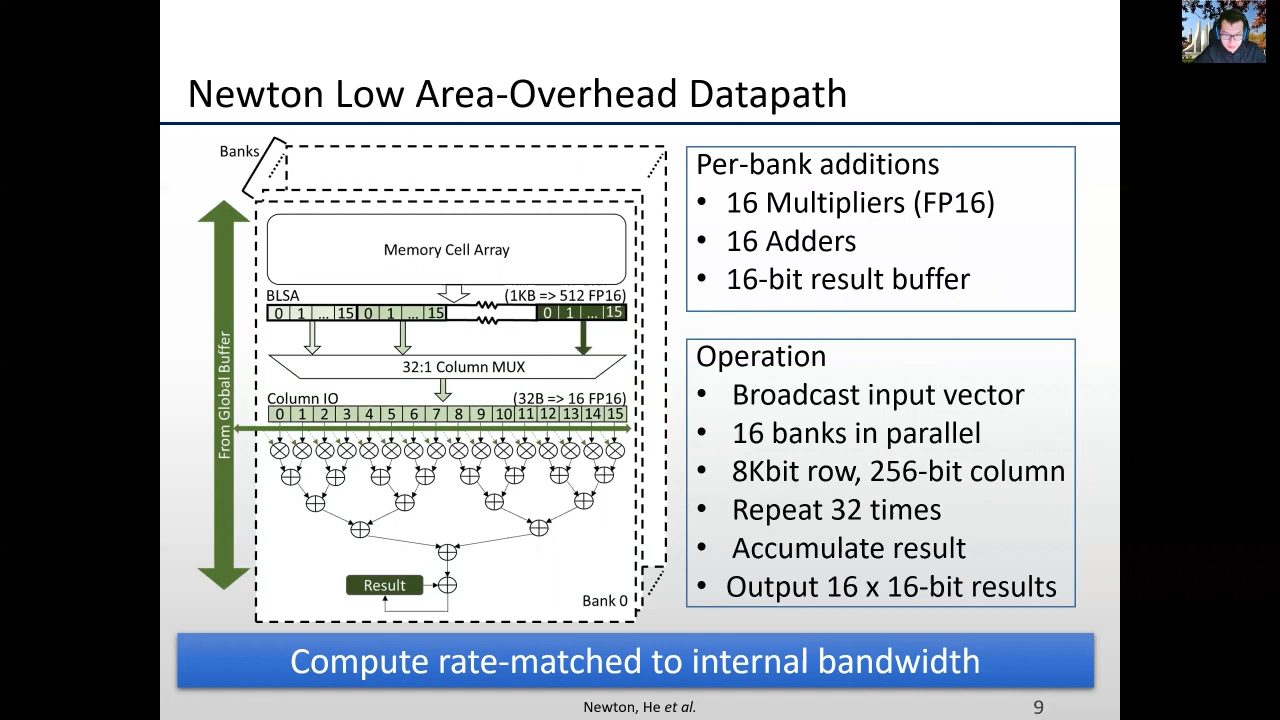 Newton Low Area-Overhead Datapath
Banks
From Global Buffer
Memory Cell Array
BLSA (1KB => 512 FP16)
0 1 ... 15 0 1 ... 15 0 1 ... 15
32:1 Column MUX
Column IO (32B => 16 FP16)
0 1 2 3 4 5 6 7 8 9 10 11 12 13 14 15
Result
Bank 0
Per-bank additions
• 16 Multipliers (FP16)
• 16 Adders
• 16-bit result buffer
Operation
• Broadcast input vector
• 16 banks in parallel
• 8Kbit row, 256-bit column
• Repeat 32 times
• Accumulate result
• Output 16 x 16-bit results
Compute rate-matched to internal bandwidth
Newton, He et al.
9